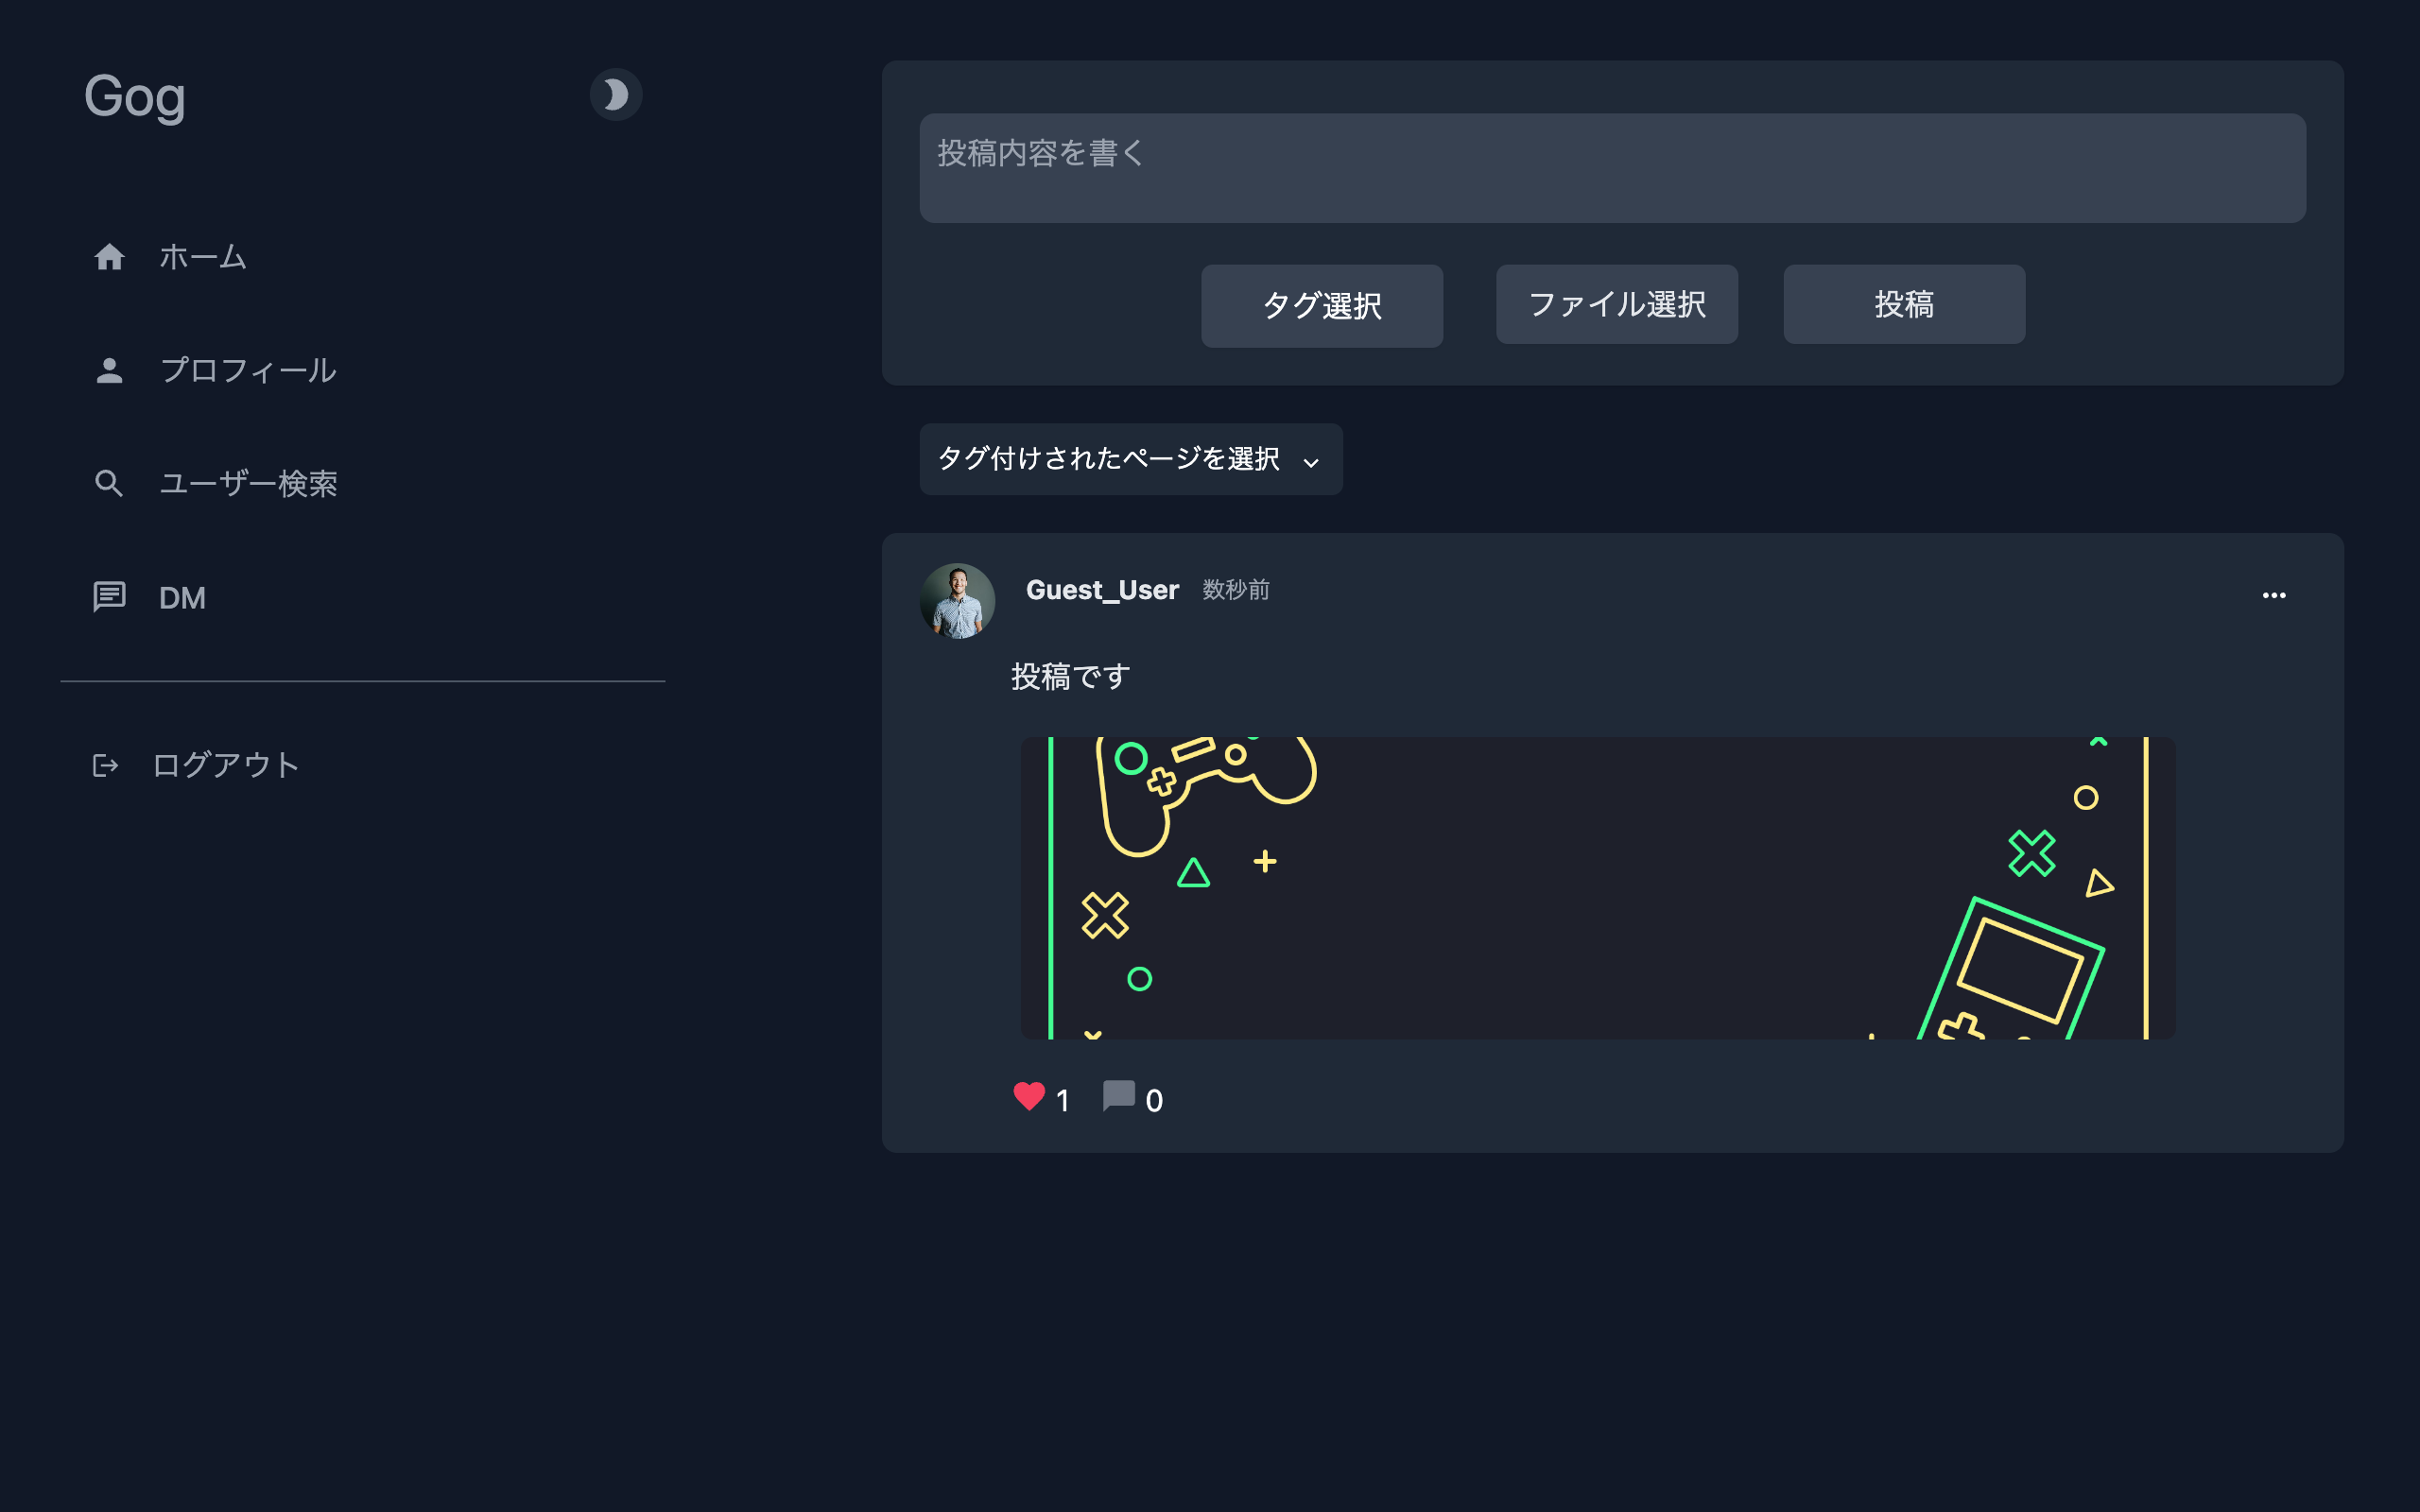 Gog
ホーム
プロフィール
ユーザー検索
DM
ログアウト
投稿内容を書く
タグ選択
ファイル選択
投稿
タグ付けされたページを選択
Guest_User 数秒前
投稿です
1 0